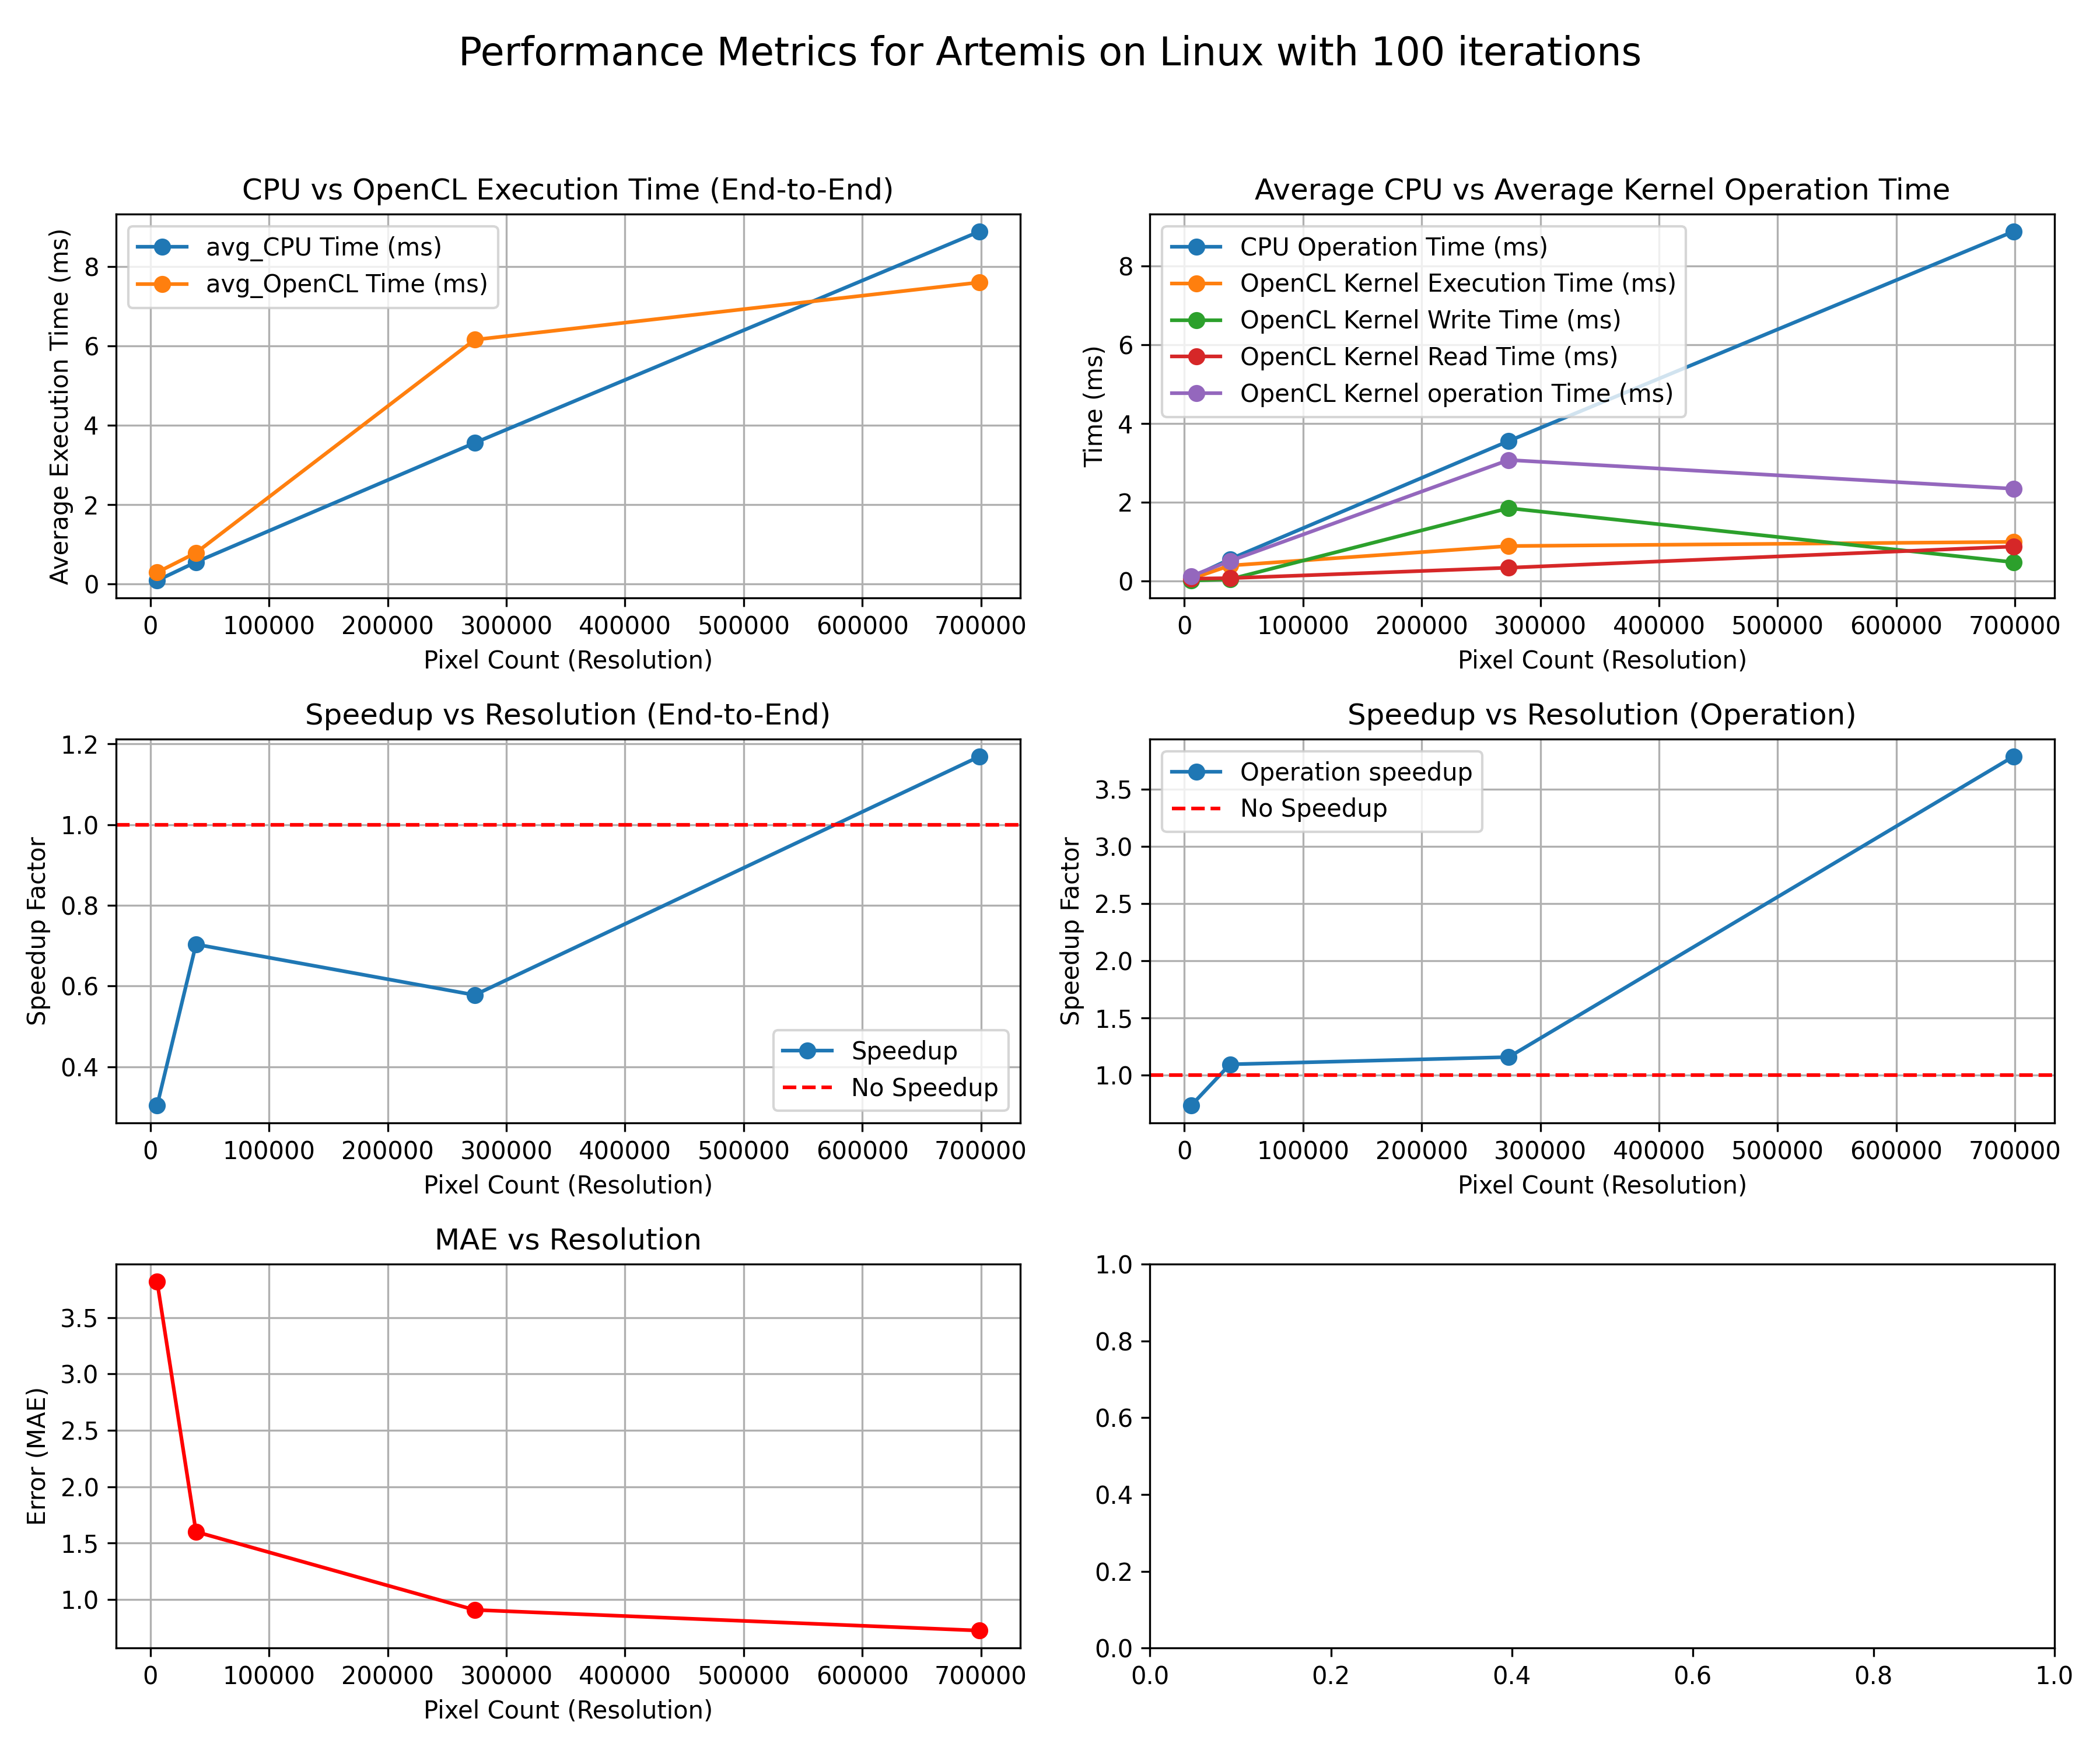 Performance Metrics for Artemis on Linux with 100 iterations
CPU vs OpenCL Execution Time (End-to-End)
avg_CPU Time (ms)
avg_OpenCL Time (ms)
Average Execution Time (ms)
8
6
4
2
0
0 100000 200000 300000 400000 500000 600000 700000
Pixel Count (Resolution)
Average CPU vs Average Kernel Operation Time
CPU Operation Time (ms)
OpenCL Kernel Execution Time (ms)
OpenCL Kernel Write Time (ms)
OpenCL Kernel Read Time (ms)
OpenCL Kernel operation Time (ms)
Time (ms)
8
6
4
2
0
0 100000 200000 300000 400000 500000 600000 700000
Pixel Count (Resolution)
Speedup vs Resolution (End-to-End)
Speedup Factor
1.2
1.0
0.8
0.6
0.4
Speedup
No Speedup
0 100000 200000 300000 400000 500000 600000 700000
Pixel Count (Resolution)
Speedup vs Resolution (Operation)
Operation speedup
No Speedup
Speedup Factor
3.5
3.0
2.5
2.0
1.5
1.0
0 100000 200000 300000 400000 500000 600000 700000
Pixel Count (Resolution)
MAE vs Resolution
Error (MAE)
3.5
3.0
2.5
2.0
1.5
1.0
0 100000 200000 300000 400000 500000 600000 700000
Pixel Count (Resolution)
1.0
0.8
0.6
0.4
0.2
0.0
0.0 0.2 0.4 0.6 0.8 1.0